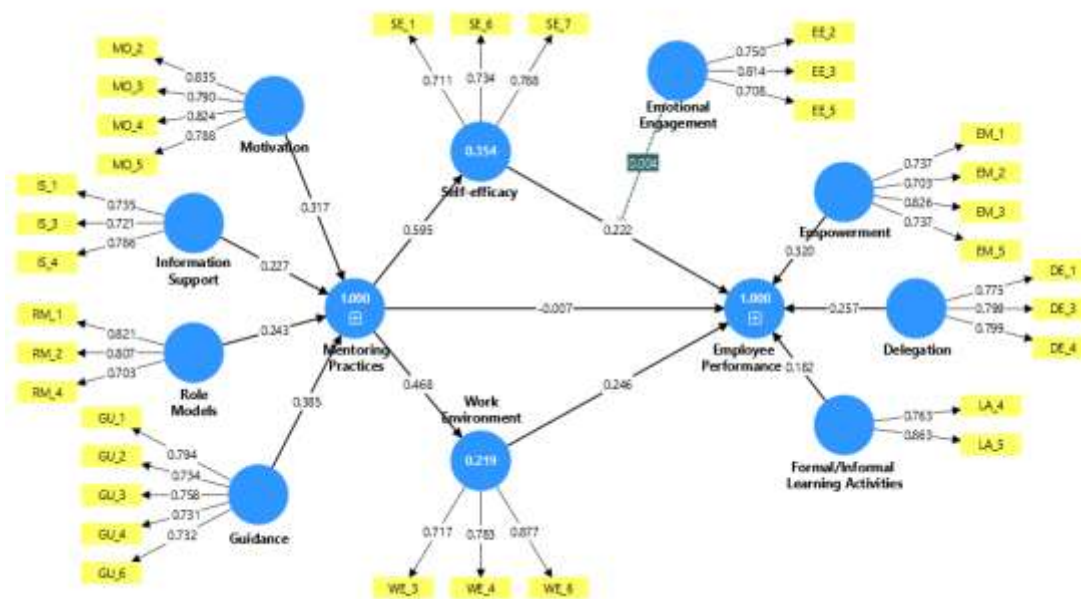 SE_1
SE_6
SE_7
0.711
0.734
0.788
0.354
Self-efficacy
MO_2
MO_3
MO_4
MO_5
0.835
0.790
0.824
0.788
Motivation
0.317
IS_1
IS_3
IS_4
0.735
0.721
0.786
Information
Support
0.227
RM_1
RM_2
RM_4
0.821
0.807
0.703
Role
Models
0.243
GU_1
GU_2
GU_3
GU_4
GU_6
0.794
0.734
0.758
0.731
0.732
Guidance
0.385
1.000
Mentoring
Practices
0.595
-0.007
0.468
Work
Environment
0.219
0.717
0.783
0.877
WE_3
WE_4
WE_6
0.222
0.246
0.004
Emotional
Engagement
0.750
0.814
0.708
EE_2
EE_3
EE_5
Empowerment
0.737
0.703
0.826
0.737
EM_1
EM_2
EM_3
EM_5
0.320
1.000
Employee
Performance
0.257
Delegation
0.775
0.798
0.799
DE_1
DE_3
DE_4
0.182
Formal/Informal
Learning Activities
0.763
0.863
LA_4
LA_5